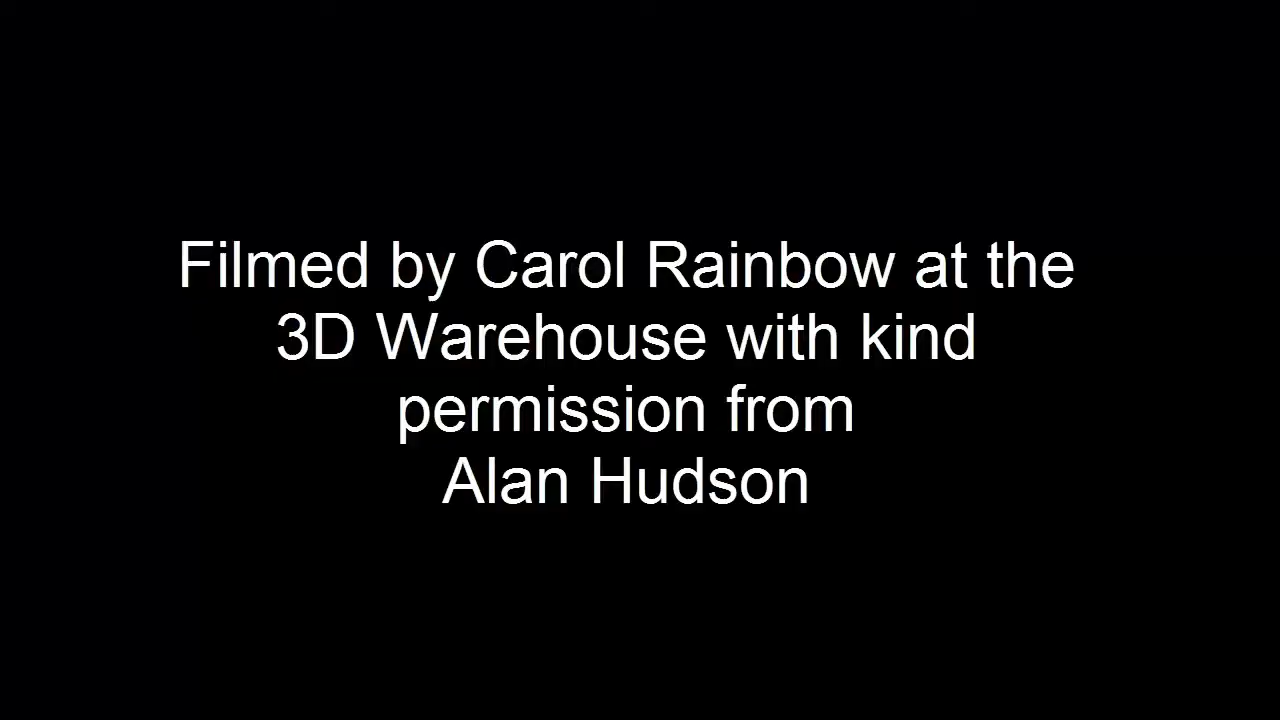 Filmed by Carol Rainbow at the
3D Warehouse with kind
permission from
Alan Hudson